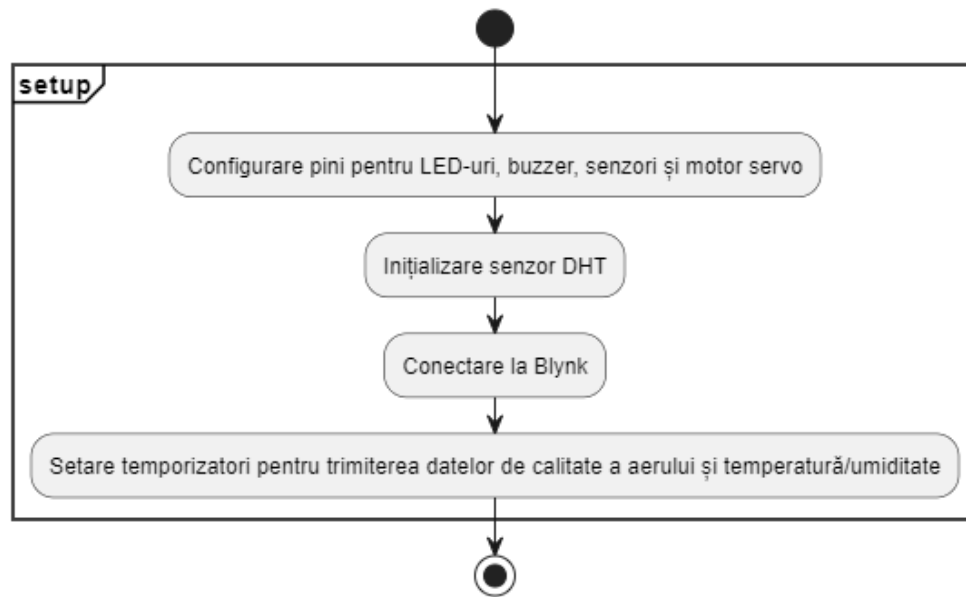 setup
Configurare pini pentru LED-uri, buzzer, senzori și motor servo
Inițializare senzor DHT
Conectare la Blynk
Setare temporizatori pentru trimiterea datelor de calitate a aerului și temperatură/umiditate